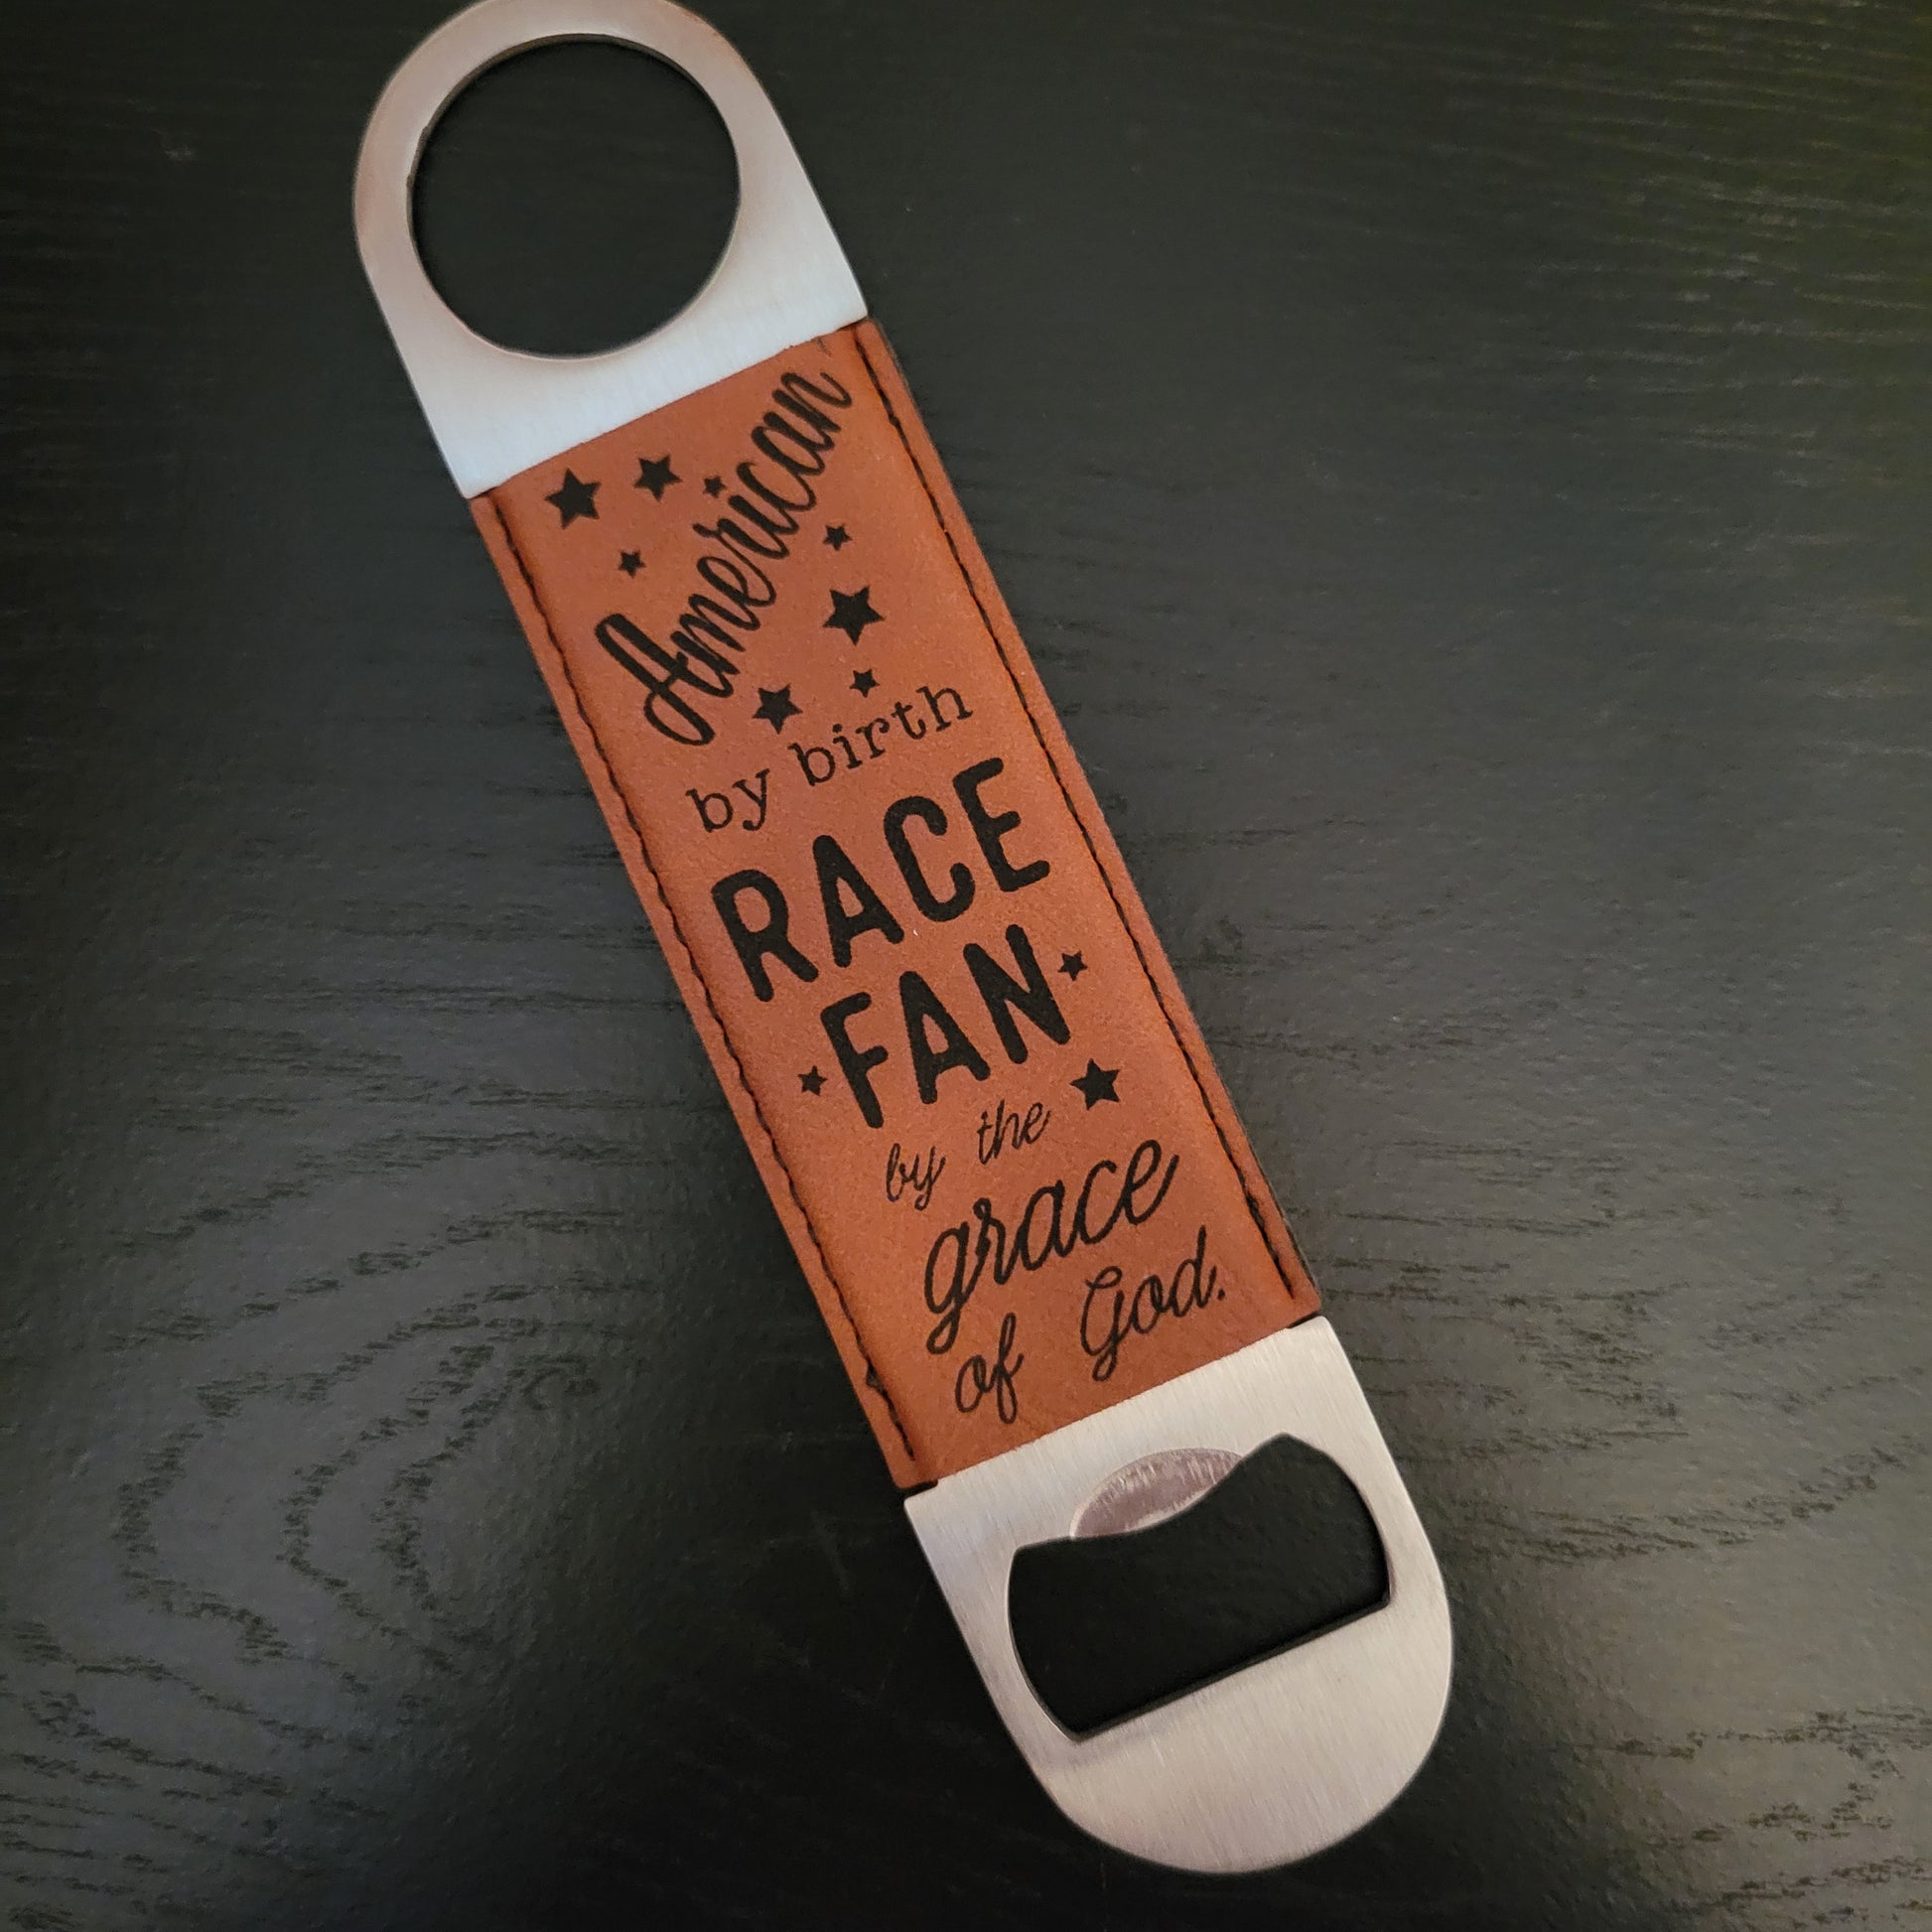 American
by birth
RACE
FAN
by the
grace
of God.